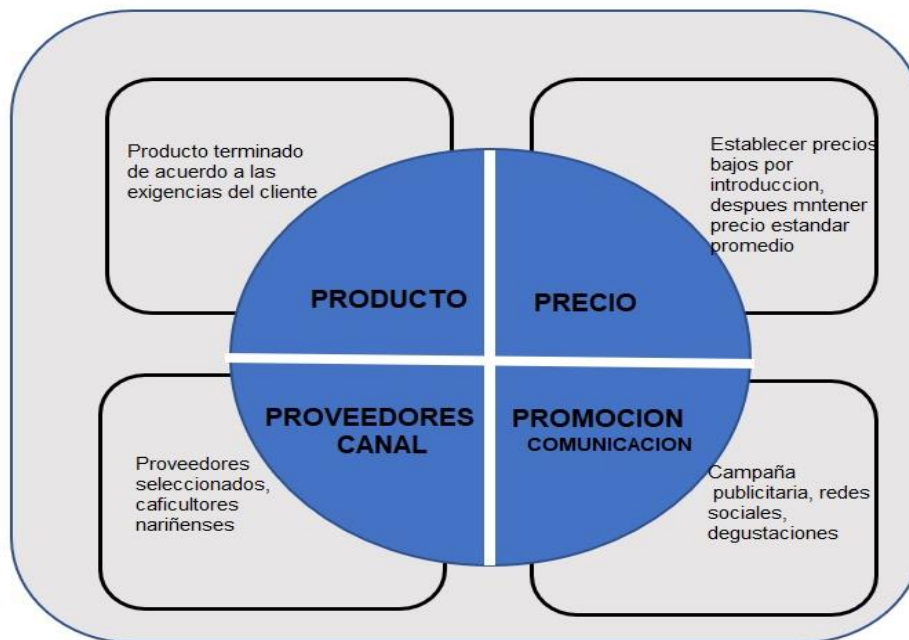 Producto terminado
de acuerdo a las
exigencias del cliente
Establecer precios
bajos por
introduccion,
despues mntener
precio estandar
promedio
PRODUCTO
PRECIO
PROVEEDORES
CANAL
PROMOCION
COMUNICACION
Proveedores
seleccionados,
caficultores
nariñenses
Campaña
publicitaria, redes
sociales,
degustaciones